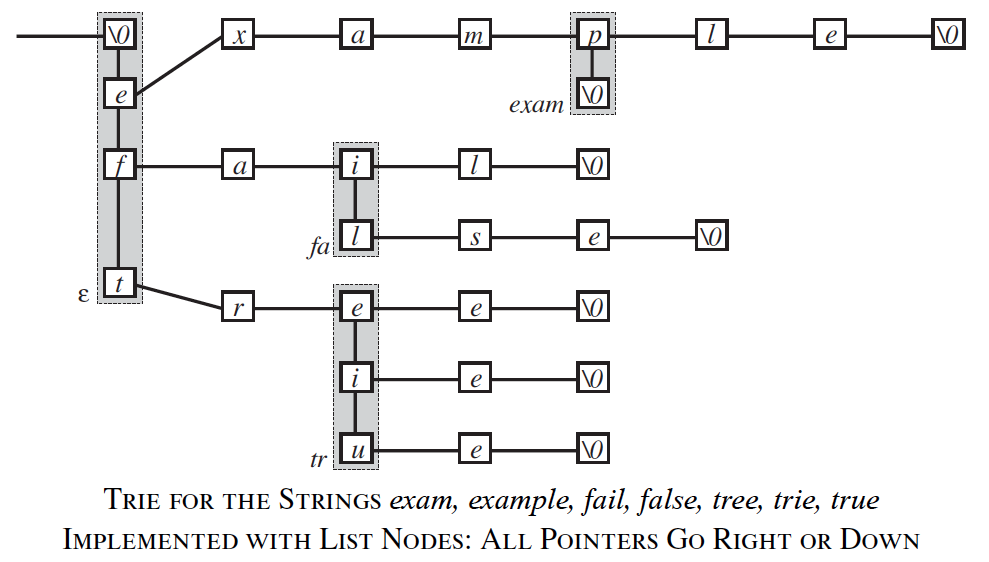 \0 x a m p l e \0
e \0
exam
f a i l \0
fa l s e \0
ε t
r e e \0
i e \0
tr u e \0
TRIE FOR THE STRINGS exam, example, fail, false, tree, trie, true
IMPLEMENTED WITH LIST NODES: ALL POINTERS GO RIGHT OR DOWN